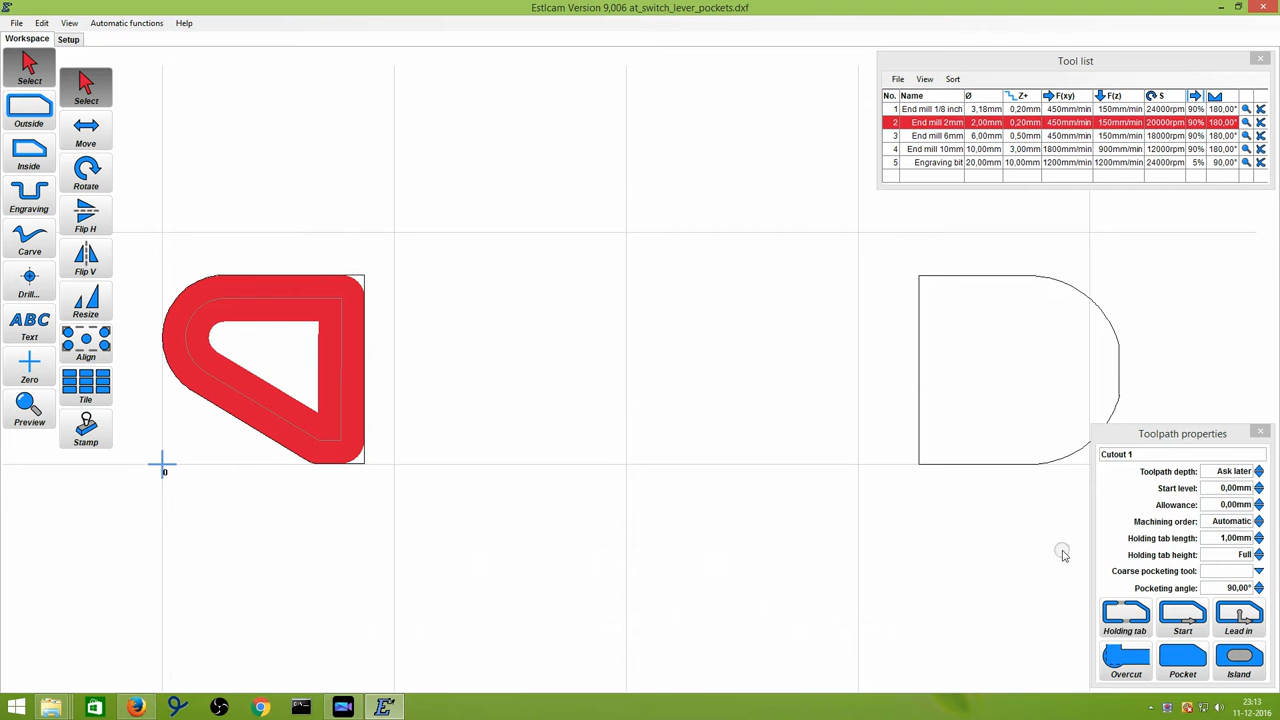 Estlcam Version 9,006 at_switch_lever_pockets.dxf
File Edit View Automatic functions Help
Workspace Setup
Select
Outside
Inside
Engraving
Carve
Drill...
ABC
Text
Zero
Preview
Select
Move
Rotate
Flip H
Flip V
Resize
Align
Tile
Stamp
0
Tool list
File View Sort
No. Name Ø Z+ F(xy) F(z) S
1 End mill 1/8 inch 3,18mm 0,20mm 450mm/min 150mm/min 24000rpm 90% 180,00°
2 End mill 2mm 2,00mm 0,20mm 450mm/min 150mm/min 20000rpm 90% 180,00°
3 End mill 6mm 6,00mm 0,50mm 450mm/min 150mm/min 18000rpm 90% 180,00°
4 End mill 10mm 10,00mm 3,00mm 1800mm/min 900mm/min 12000rpm 90% 180,00°
5 Engraving bit 20,00mm 10,00mm 1200mm/min 1200mm/min 24000rpm 5% 90,00°
Toolpath properties
Cutout 1
Toolpath depth: Ask later
Start level: 0,00mm
Allowance: 0,00mm
Machining order: Automatic
Holding tab length: 1,00mm
Holding tab height: Full
Coarse pocketing tool:
Pocketing angle: 90,00°
Holding tab Start Lead in
Overcut Pocket Island
23:13
11-12-2016